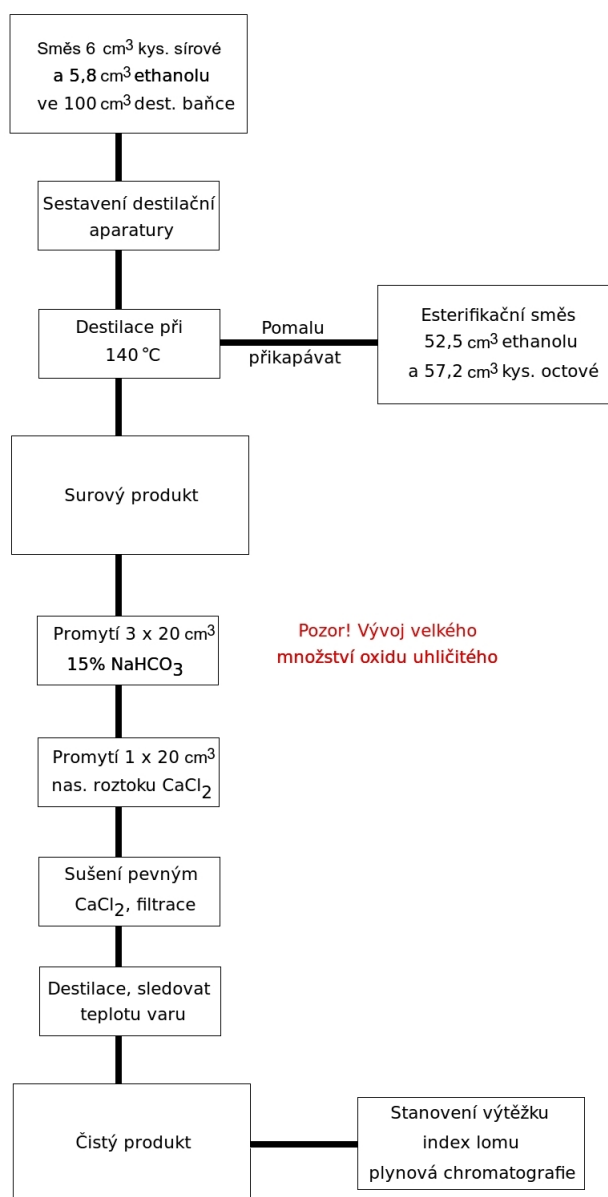 Směs 6 cm³ kys. sírové
a 5,8 cm³ ethanolu
ve 100 cm³ dest. baňce
Sestavení destilační
aparatury
Destilace při
140 °C
Pomalu
přikapávat
Esterifikační směs
52,5 cm³ ethanolu
a 57,2 cm³ kys. octové
Surový produkt
Promytí 3 x 20 cm³
15% NaHCO₃
Pozor! Vývoj velkého
množství oxidu uhličitého
Promytí 1 x 20 cm³
nas. roztoku CaCl₂
Sušení pevným
CaCl₂, filtrace
Destilace, sledovat
teplotu varu
Čistý produkt
Stanovení výtěžku
index lomu
plynová chromatografie